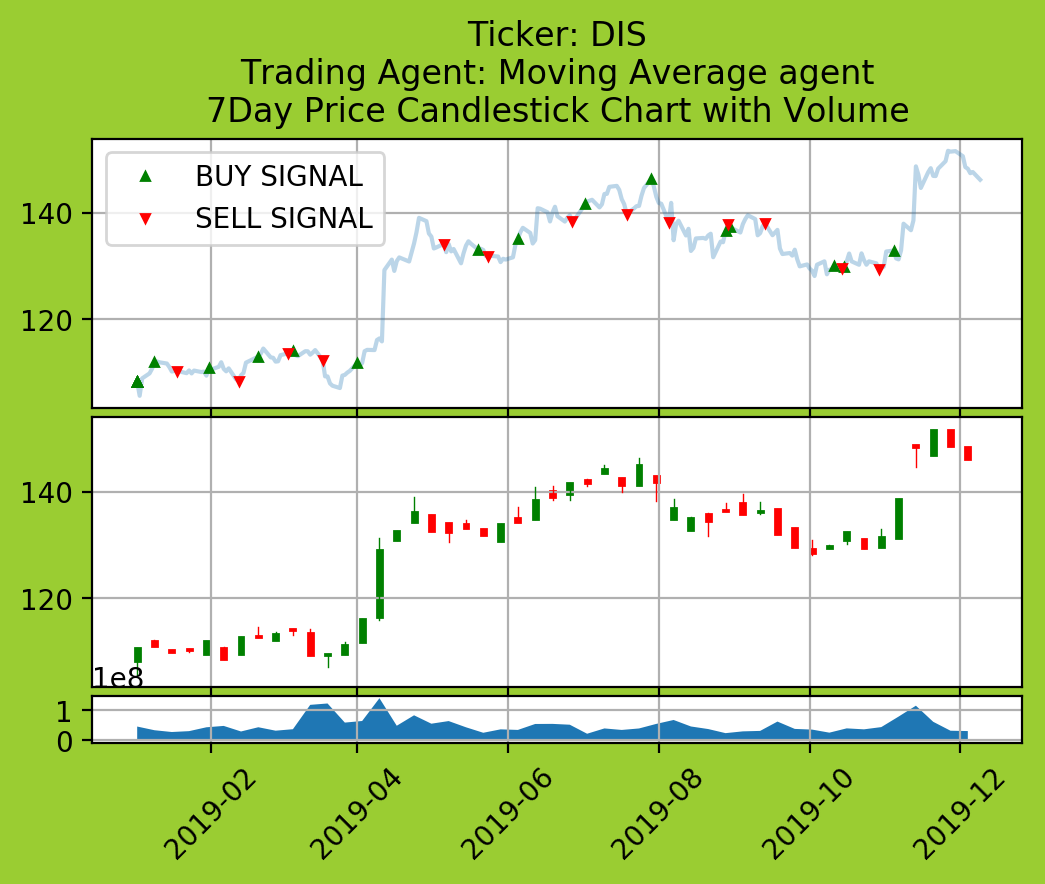 Ticker: DIS
Trading Agent: Moving Average agent
7Day Price Candlestick Chart with Volume
BUY SIGNAL
SELL SIGNAL
140
120
140
120
1e8
1
0
2019-02
2019-04
2019-06
2019-08
2019-10
2019-12